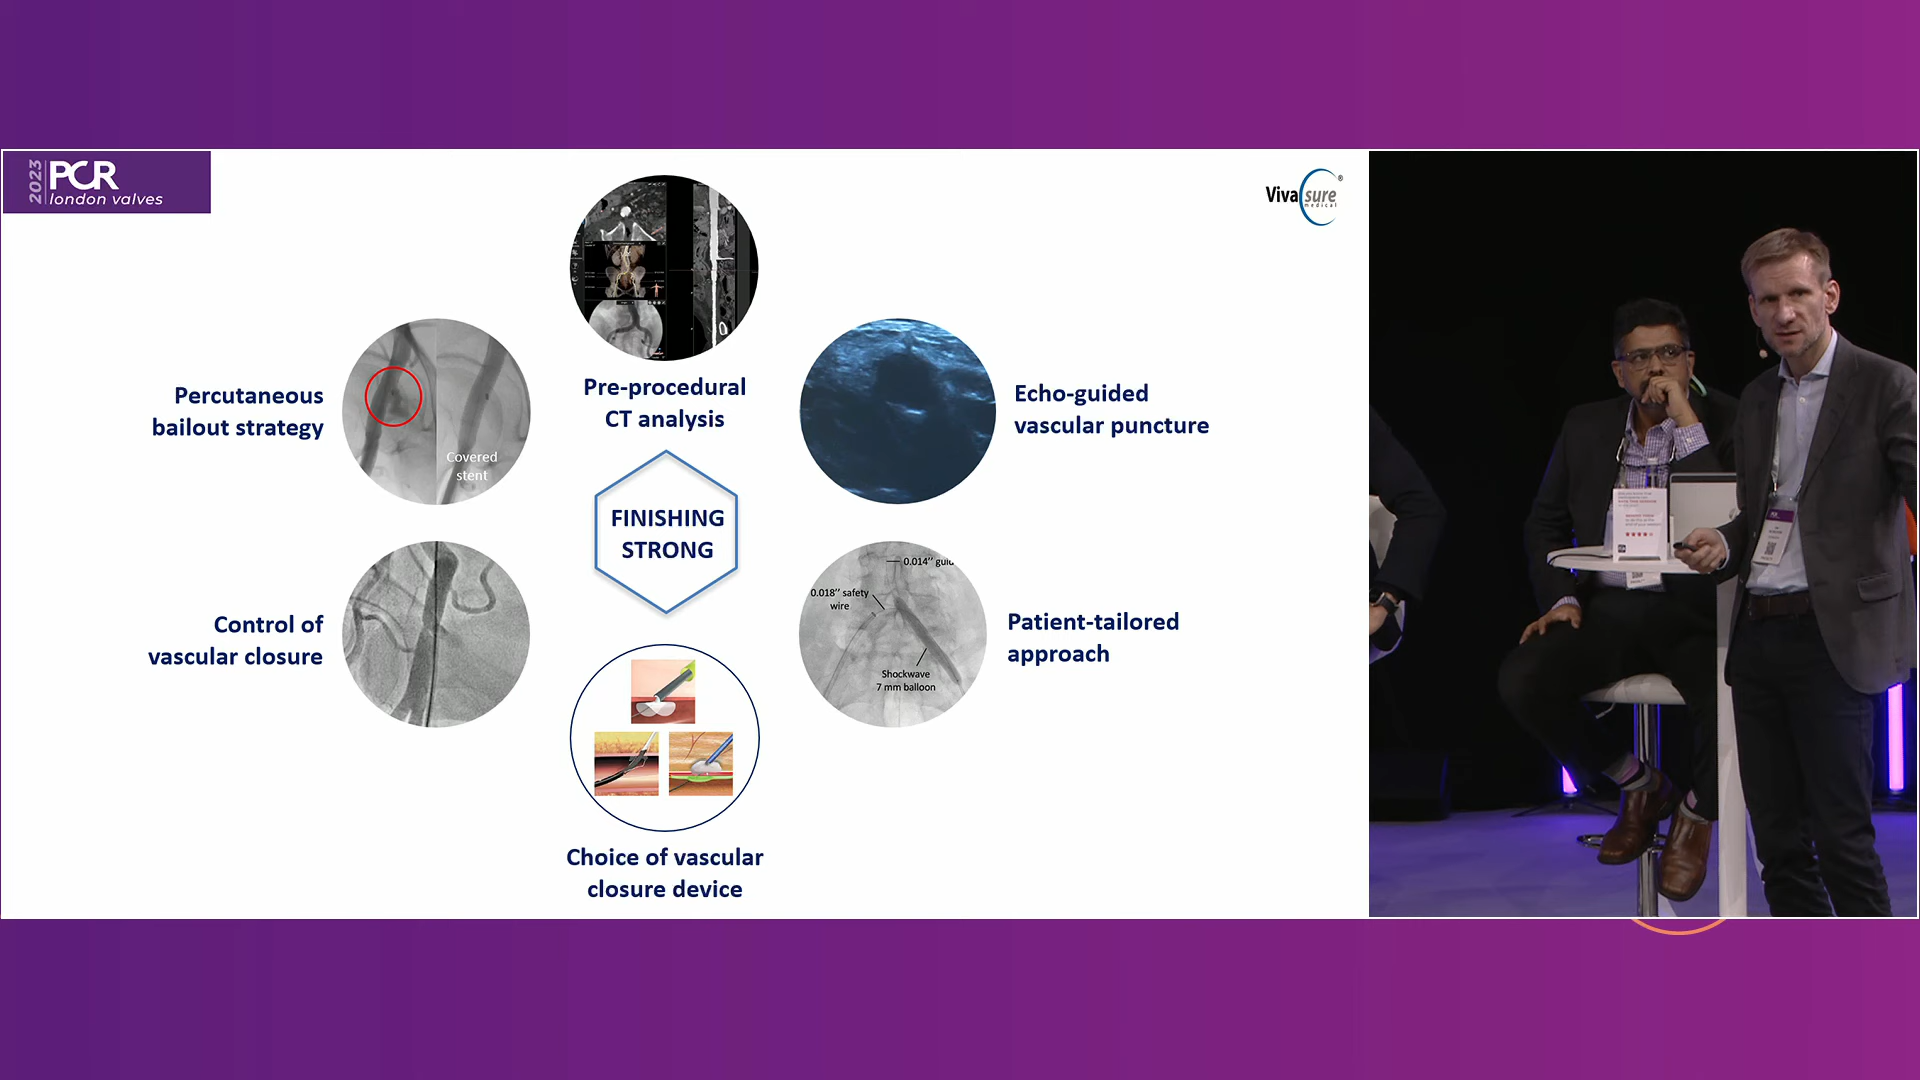 2023
PCR
london valves
Viva sure ®
medical
Pre-procedural
CT analysis
Percutaneous
bailout strategy
Covered
stent
Echo-guided
vascular puncture
FINISHING
STRONG
Control of
vascular closure
0.014’’
0.018’’ safety
wire
Shockwave
7 mm balloon
Patient-tailored
approach
Choice of vascular
closure device